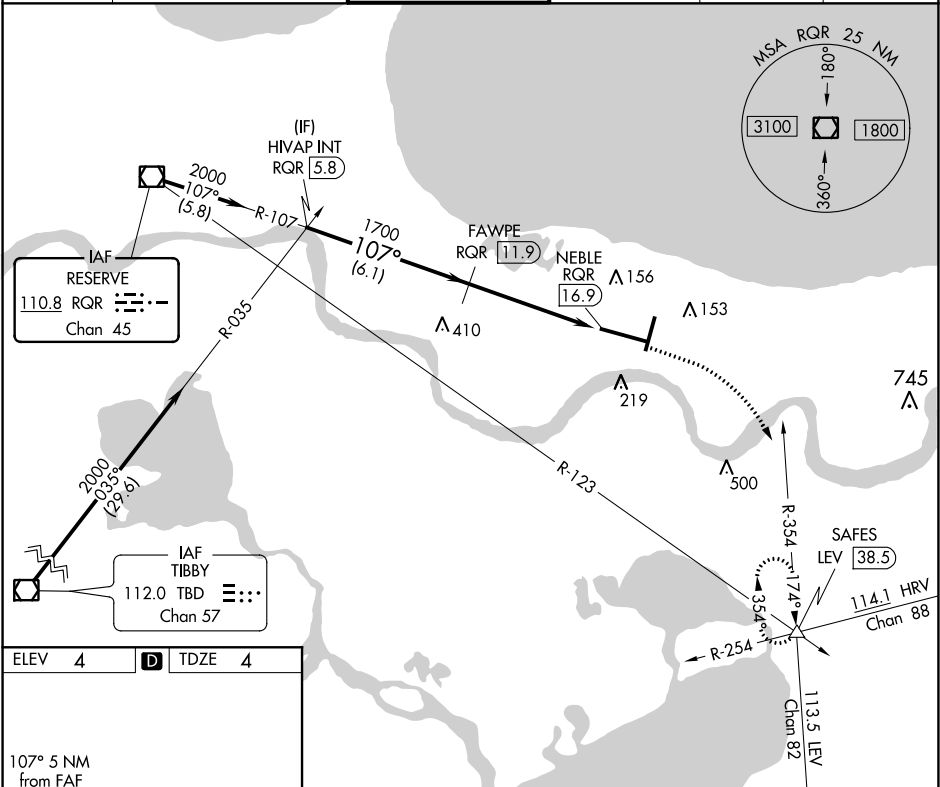 MSA RQR 25 NM
180°
3100
1800
360°
(IF)
HIVAP INT
RQR 5.8
2000
107°
(5.8)
R-107
1700
107°
(6.1)
FAWPE
RQR 11.9
NEBLE
RQR
16.9
156
153
410
219
745
500
IAF
RESERVE
110.8 RQR
Chan 45
R-035
2000
035°
(29.6)
R-123
IAF
TIBBY
112.0 TBD
Chan 57
R-354
SAFES
LEV 38.5
354°
174°
114.1 HRV
Chan 88
R-254
113.5 LEV
Chan 82
ELEV 4
D
TDZE 4
107° 5 NM
from FAF